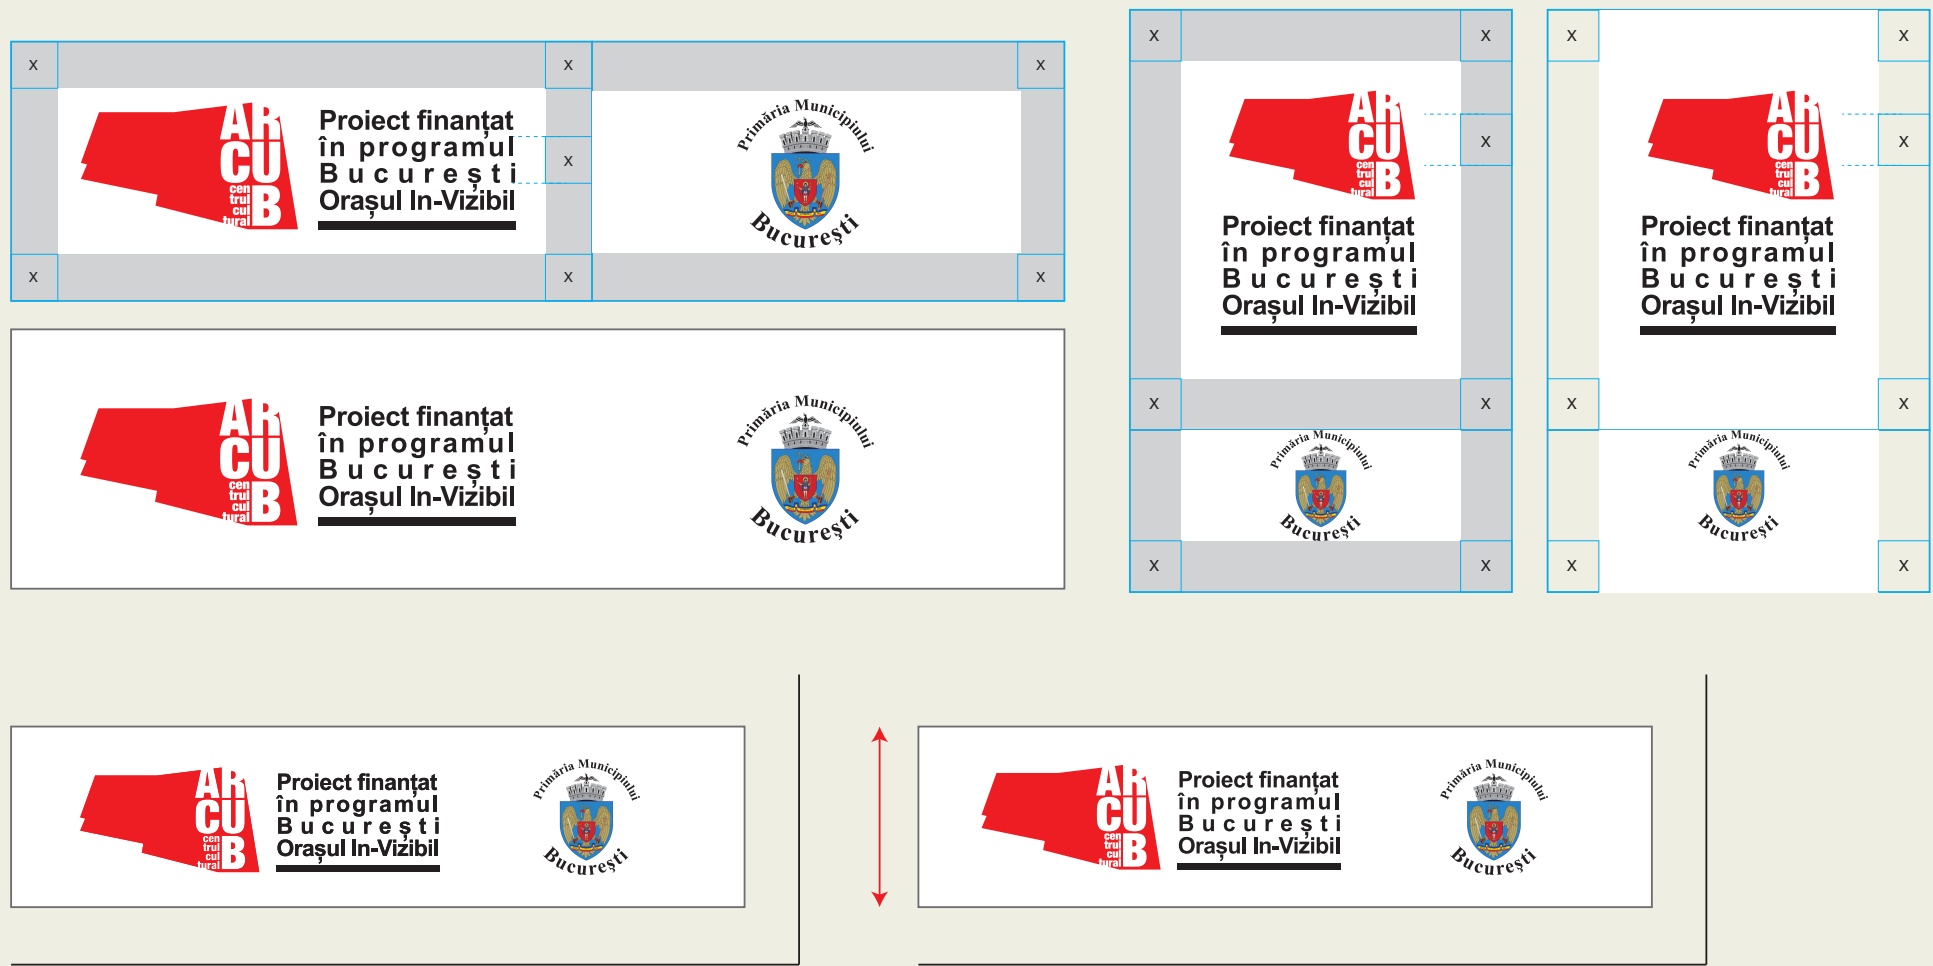 x
x
x
AR
CU
B
cen
trul
cul
tural
Proiect finanțat
în programul
București
Orașul In-Vizibil
x
Primăria Municipiului
București
x
x
x
AR
CU
B
cen
trul
cul
tural
Proiect finanțat
în programul
București
Orașul In-Vizibil
Primăria Municipiului
București
x
x
AR
CU
B
cen
trul
cul
tural
x
Proiect finanțat
în programul
București
Orașul In-Vizibil
x
x
Primăria Municipiului
București
x
x
x
x
AR
CU
B
cen
trul
cul
tural
x
Proiect finanțat
în programul
București
Orașul In-Vizibil
x
x
Primăria Municipiului
București
x
x
AR
CU
B
cen
trul
cul
tural
Proiect finanțat
în programul
București
Orașul In-Vizibil
Primăria Municipiului
București
AR
CU
B
cen
trul
cul
tural
Proiect finanțat
în programul
București
Orașul In-Vizibil
Primăria Municipiului
București